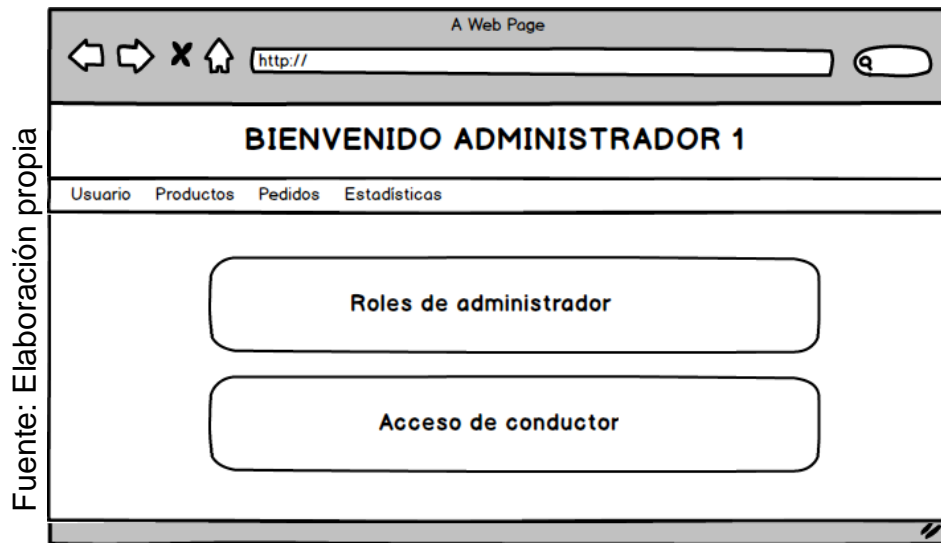 A Web Page
http://
BIENVENIDO ADMINISTRADOR 1
Usuario Productos Pedidos Estadísticas
Roles de administrador
Acceso de conductor
Fuente: Elaboración propia